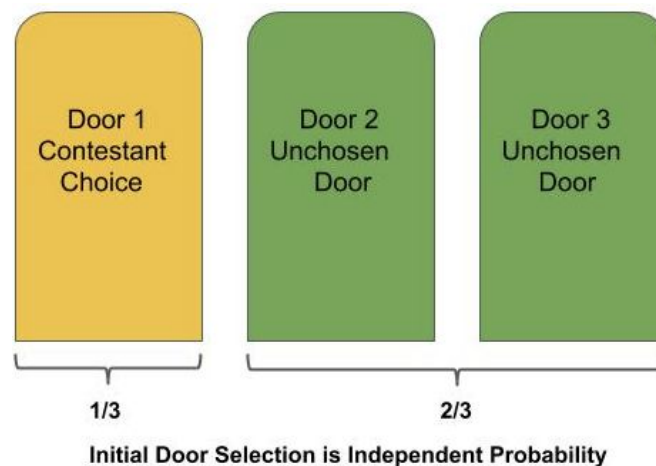 Door 1
Contestant
Choice
Door 2
Unchosen
Door
Door 3
Unchosen
Door
1/3
2/3
Initial Door Selection is Independent Probability